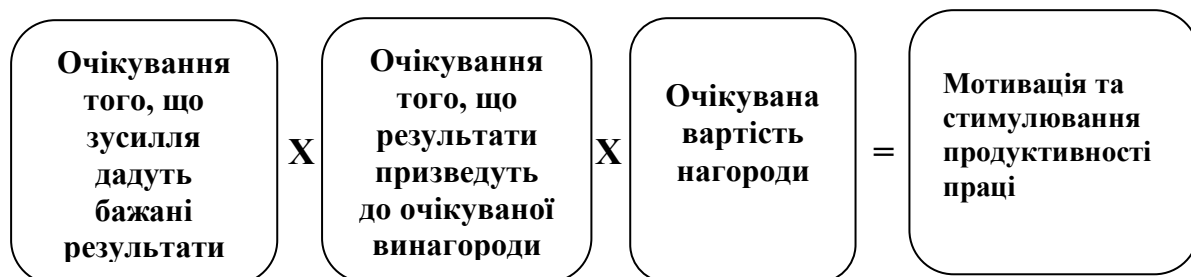 Очікування
того, що
зусилля
дадуть
бажані
результати
X
Очікування
того, що
результати
призведуть
до очікуваної
винагороди
X
Очікувана
вартість
нагороди
=
Мотивація та
стимулювання
продуктивності
праці